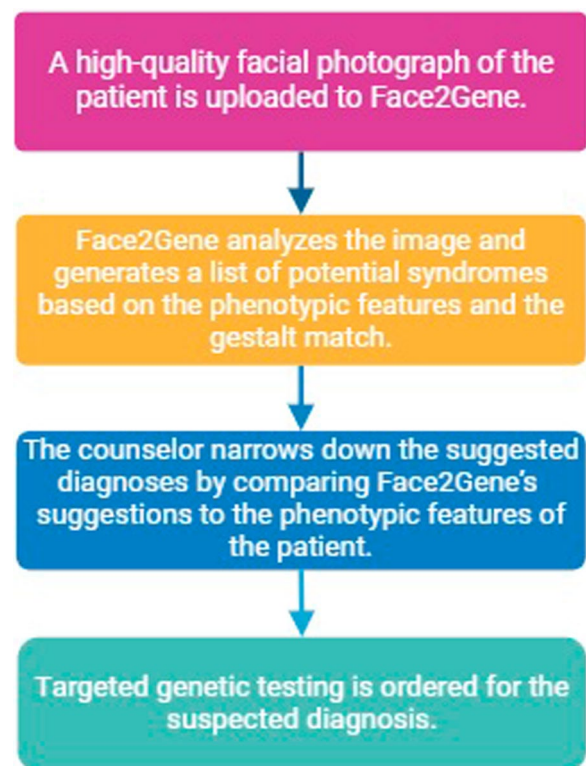 A high-quality facial photograph of the
patient is uploaded to Face2Gene.
Face2Gene analyzes the image and
generates a list of potential syndromes
based on the phenotypic features and the
gestalt match.
The counselor narrows down the suggested
diagnoses by comparing Face2Gene’s
suggestions to the phenotypic features of
the patient.
Targeted genetic testing is ordered for the
suspected diagnosis.